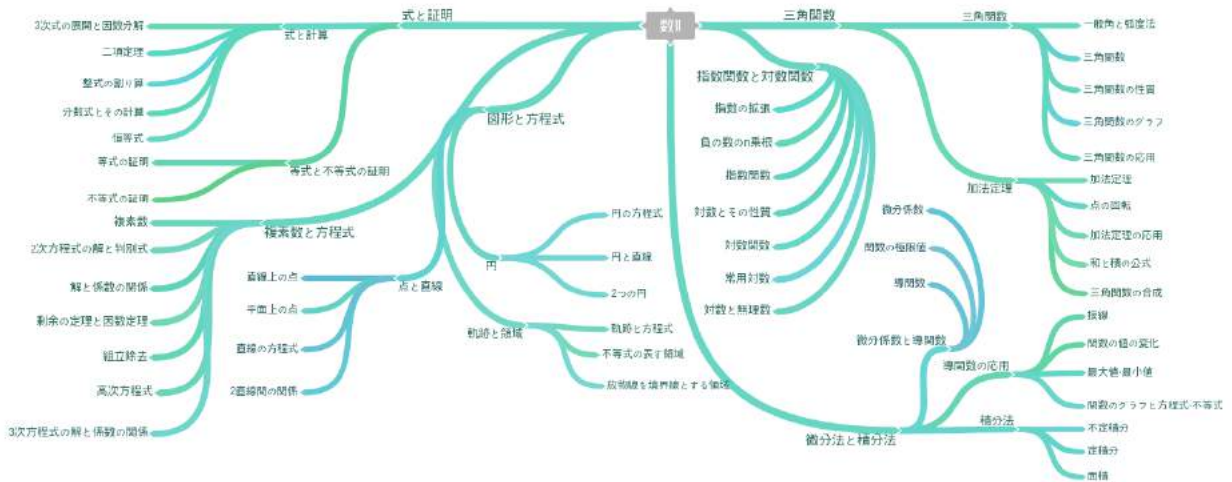 数II
式と証明
式と計算
3次式の展開と因数分解
二項定理
整式の割り算
分数式とその計算
恒等式
等式と不等式の証明
等式の証明
不等式の証明
複素数と方程式
複素数
2次方程式の解と判別式
解と係数の関係
剰余の定理と因数定理
組立除去
高次方程式
3次方程式の解と係数の関係
図形と方程式
点と直線
直線上の点
平面上の点
直線の方程式
2直線間の関係
円
円の方程式
円と直線
2つの円
軌跡と領域
軌跡と方程式
不等式の表す領域
放物線を境界線とする領域
三角関数
三角関数
一般角と弧度法
三角関数
三角関数の性質
三角関数のグラフ
三角関数の応用
加法定理
加法定理
点の回転
加法定理の応用
和と積の公式
三角関数の合成
指数関数と対数関数
指数の拡張
負の数のn乗根
指数関数
対数とその性質
対数関数
常用対数
対数と無理数
微分法と積分法
微分係数と導関数
微分係数
関数の極限値
導関数
導関数の応用
接線
関数の値の変化
最大値·最小値
関数のグラフと方程式·不等式
積分法
不定積分
定積分
面積